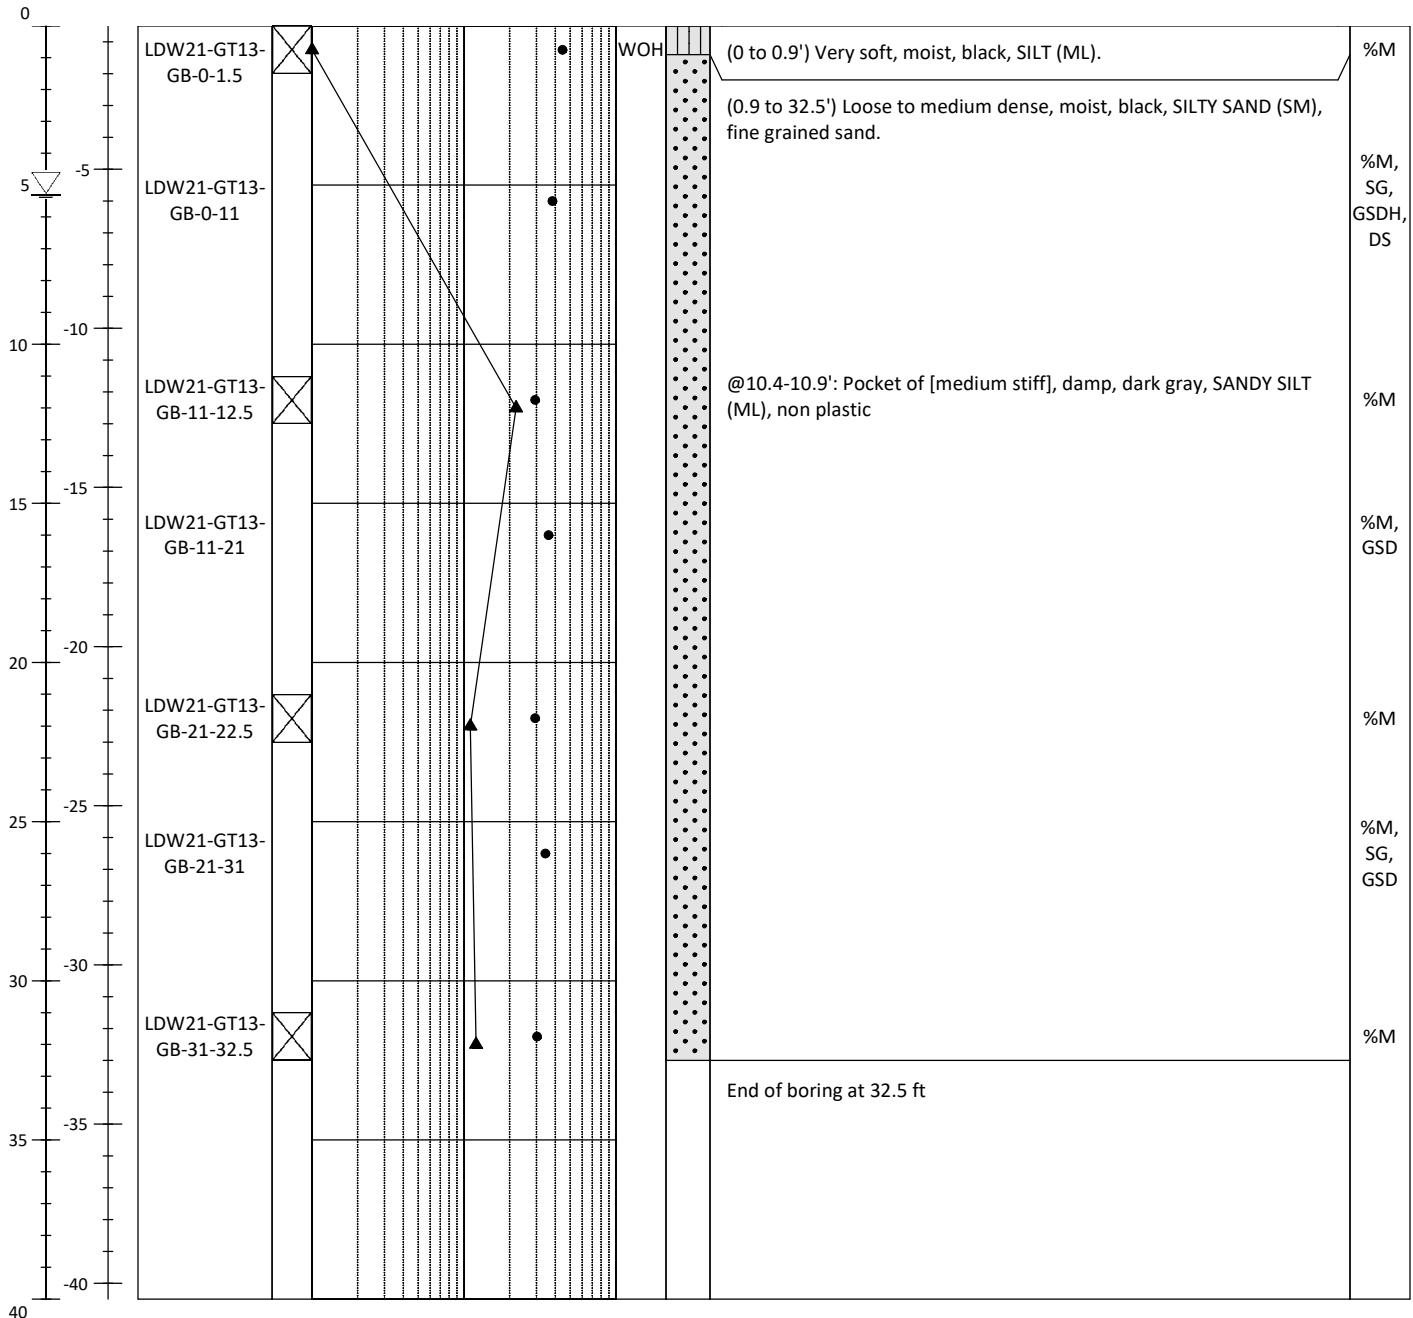 0
LDW21-GT13-
GB-0-1.5
WOH
(0 to 0.9') Very soft, moist, black, SILT (ML).
%M
(0.9 to 32.5') Loose to medium dense, moist, black, SILTY SAND (SM),
fine grained sand.
-5
5
LDW21-GT13-
GB-0-11
%M,
SG,
GSDH,
DS
-10
10
LDW21-GT13-
GB-11-12.5
@10.4-10.9': Pocket of [medium stiff], damp, dark gray, SANDY SILT
(ML), non plastic
%M
-15
15
LDW21-GT13-
GB-11-21
%M,
GSD
-20
20
LDW21-GT13-
GB-21-22.5
%M
-25
25
LDW21-GT13-
GB-21-31
%M,
SG,
GSD
-30
30
LDW21-GT13-
GB-31-32.5
%M
End of boring at 32.5 ft
-35
35
-40
40